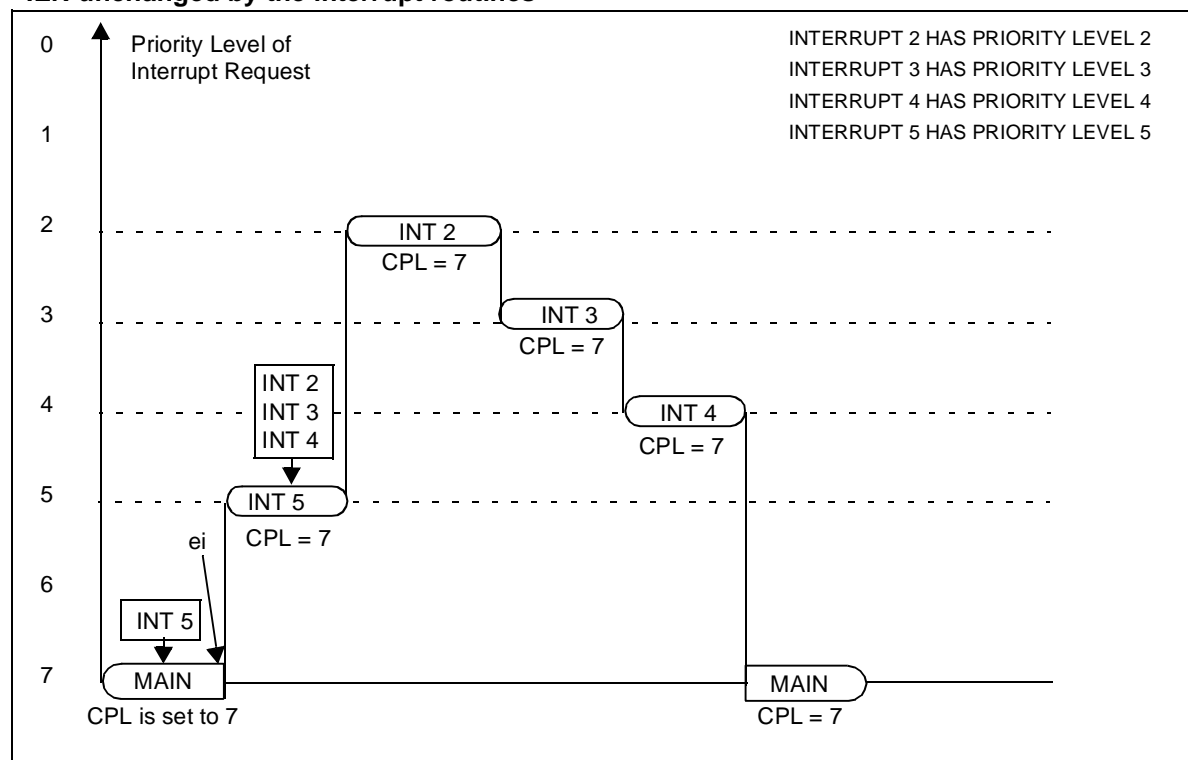 0
Priority Level of
Interrupt Request
INTERRUPT 2 HAS PRIORITY LEVEL 2
INTERRUPT 3 HAS PRIORITY LEVEL 3
INTERRUPT 4 HAS PRIORITY LEVEL 4
INTERRUPT 5 HAS PRIORITY LEVEL 5
1
2
INT 2
CPL = 7
3
INT 3
CPL = 7
INT 2
INT 3
INT 4
4
INT 4
CPL = 7
5
INT 5
CPL = 7
ei
6
INT 5
7
MAIN
CPL is set to 7
MAIN
CPL = 7